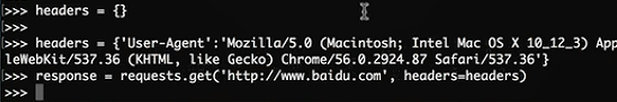 >>> headers = {}
>>>
>>> headers = {'User-Agent':'Mozilla/5.0 (Macintosh; Intel Mac OS X 10_12_3) App
leWebKit/537.36 (KHTML, like Gecko) Chrome/56.0.2924.87 Safari/537.36'}
>>> response = requests.get('http://www.baidu.com', headers=headers)
>>>